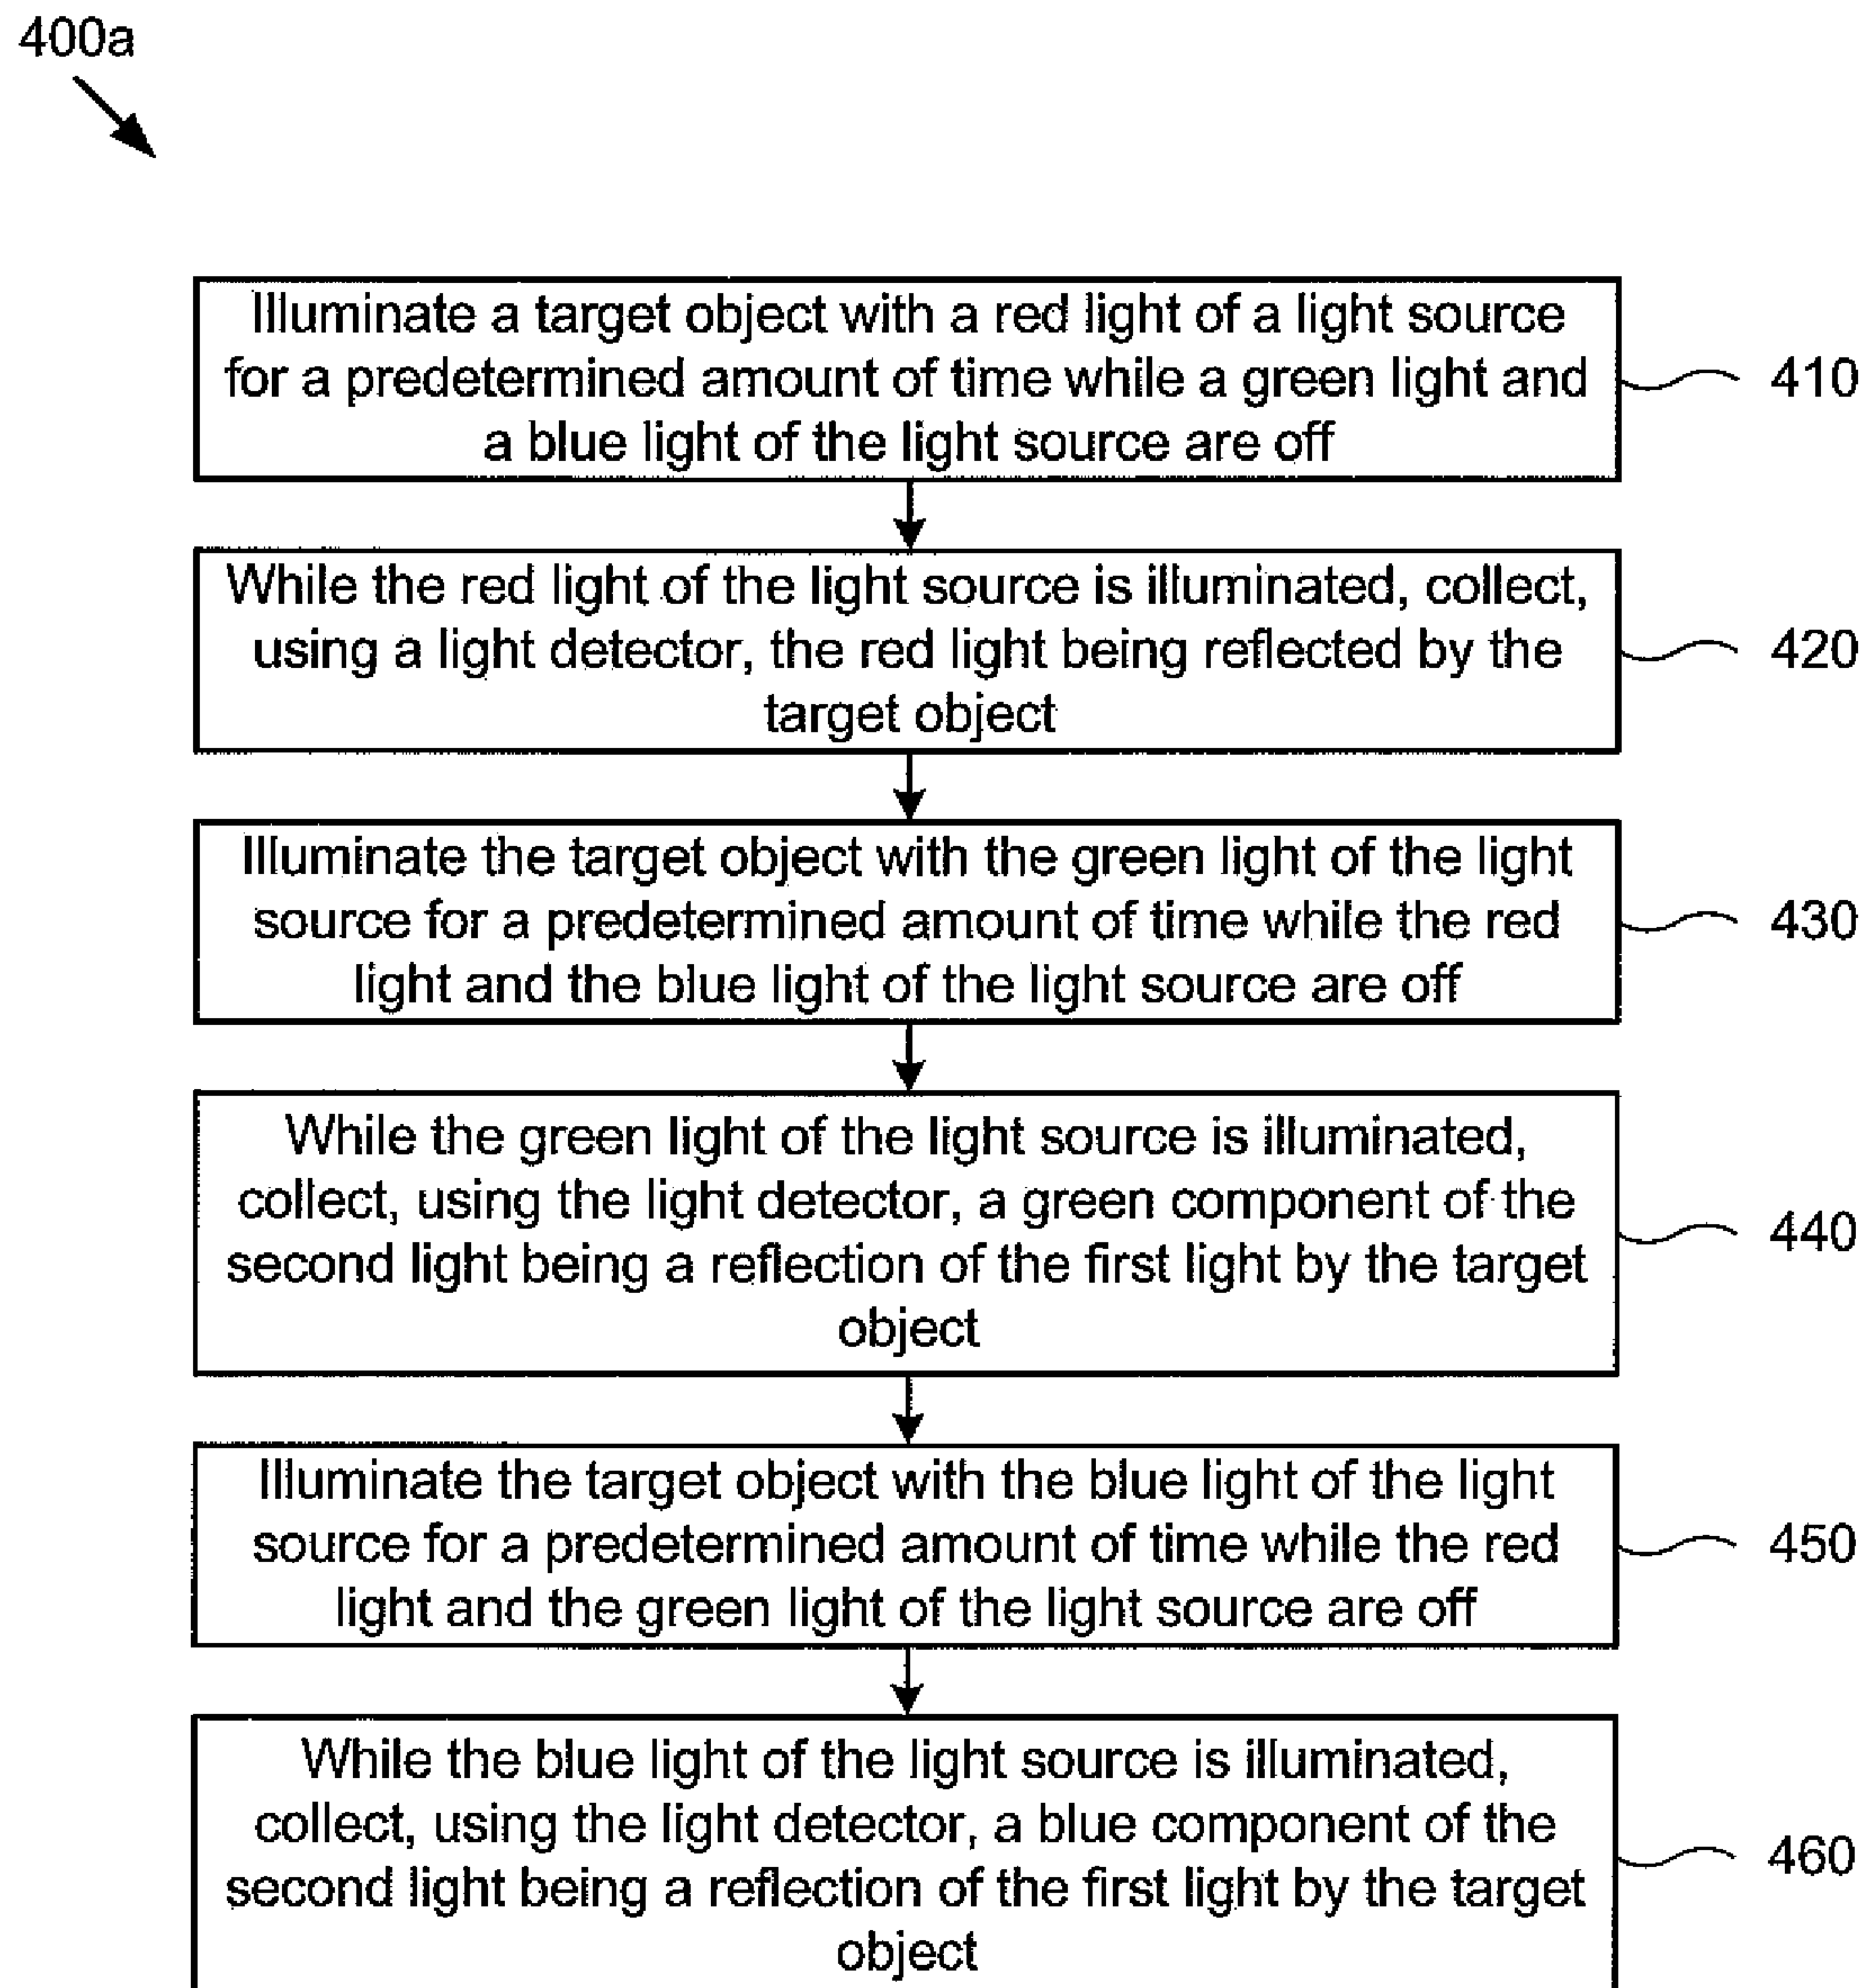 400a
Illuminate a target object with a red light of a light source
for a predetermined amount of time while a green light and
a blue light of the light source are off
410
While the red light of the light source is illuminated, collect,
using a light detector, the red light being reflected by the
target object
420
Illuminate the target object with the green light of the light
source for a predetermined amount of time while the red
light and the blue light of the light source are off
430
While the green light of the light source is illuminated,
collect, using the light detector, a green component of the
second light being a reflection of the first light by the target
object
440
Illuminate the target object with the blue light of the light
source for a predetermined amount of time while the red
light and the green light of the light source are off
450
While the blue light of the light source is illuminated,
collect, using the light detector, a blue component of the
second light being a reflection of the first light by the target
object
460